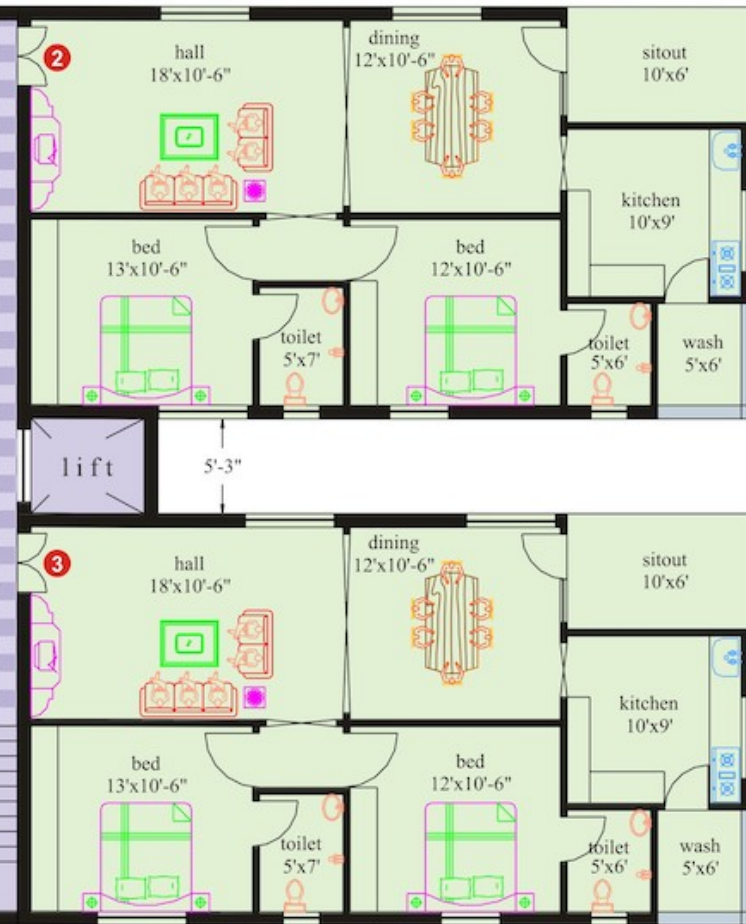 2
hall
18'x10'-6"
dining
12'x10'-6"
sitout
10'x6'
kitchen
10'x9'
bed
13'x10'-6"
bed
12'x10'-6"
toilet
5'x7'
toilet
5'x6'
wash
5'x6'
lift
5'-3"
3
hall
18'x10'-6"
dining
12'x10'-6"
sitout
10'x6'
kitchen
10'x9'
bed
13'x10'-6"
bed
12'x10'-6"
toilet
5'x7'
toilet
5'x6'
wash
5'x6'